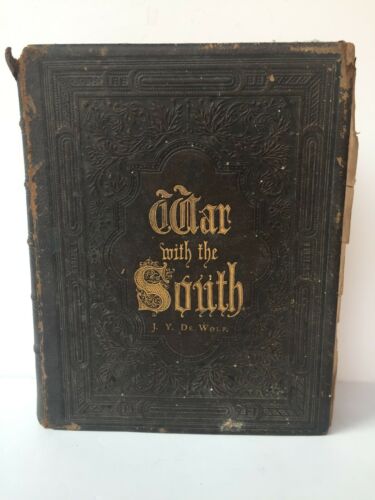 War
with the
South
J. Y. De Wolf.